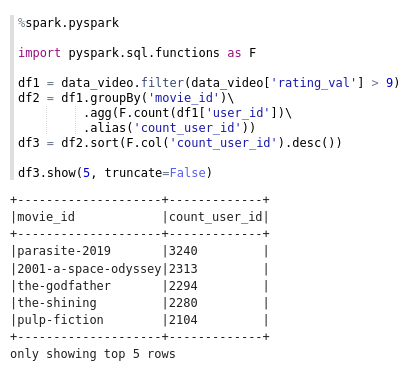 %spark.pyspark
import pyspark.sql.functions as F
df1 = data_video.filter(data_video['rating_val'] > 9)
df2 = df1.groupBy('movie_id')\
         .agg(F.count(df1['user_id'])\
         .alias('count_user_id'))
df3 = df2.sort(F.col('count_user_id').desc())
df3.show(5, truncate=False)
+--------------------+-------------+
|movie_id            |count_user_id|
+--------------------+-------------+
|parasite-2019       |3240         |
|2001-a-space-odyssey|2313         |
|the-godfather       |2294         |
|the-shining         |2280         |
|pulp-fiction        |2104         |
+--------------------+-------------+
only showing top 5 rows